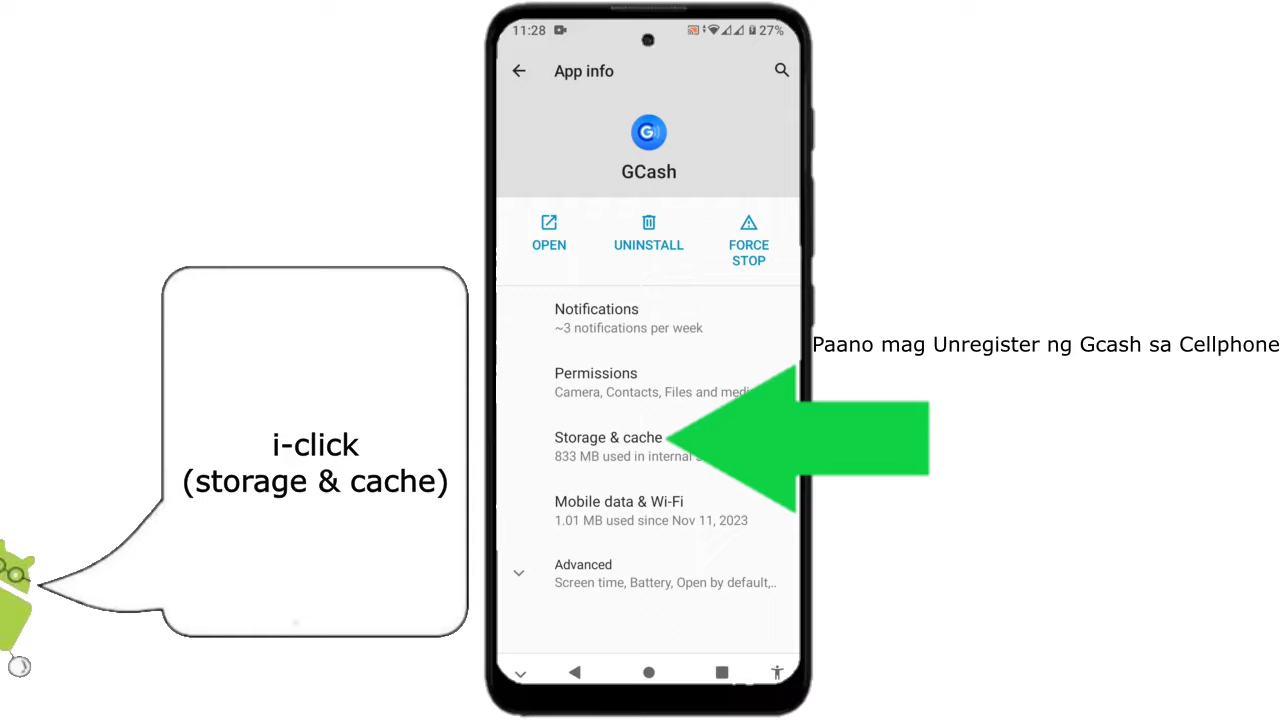 11:28
27%
App info
G
GCash
OPEN
UNINSTALL
FORCE
STOP
Notifications
~3 notifications per week
Permissions
Camera, Contacts, Files and medi
Storage & cache
833 MB used in internal s
Mobile data & Wi-Fi
1.01 MB used since Nov 11, 2023
Advanced
Screen time, Battery, Open by default,..
i-click
(storage & cache)
Paano mag Unregister ng Gcash sa Cellphone